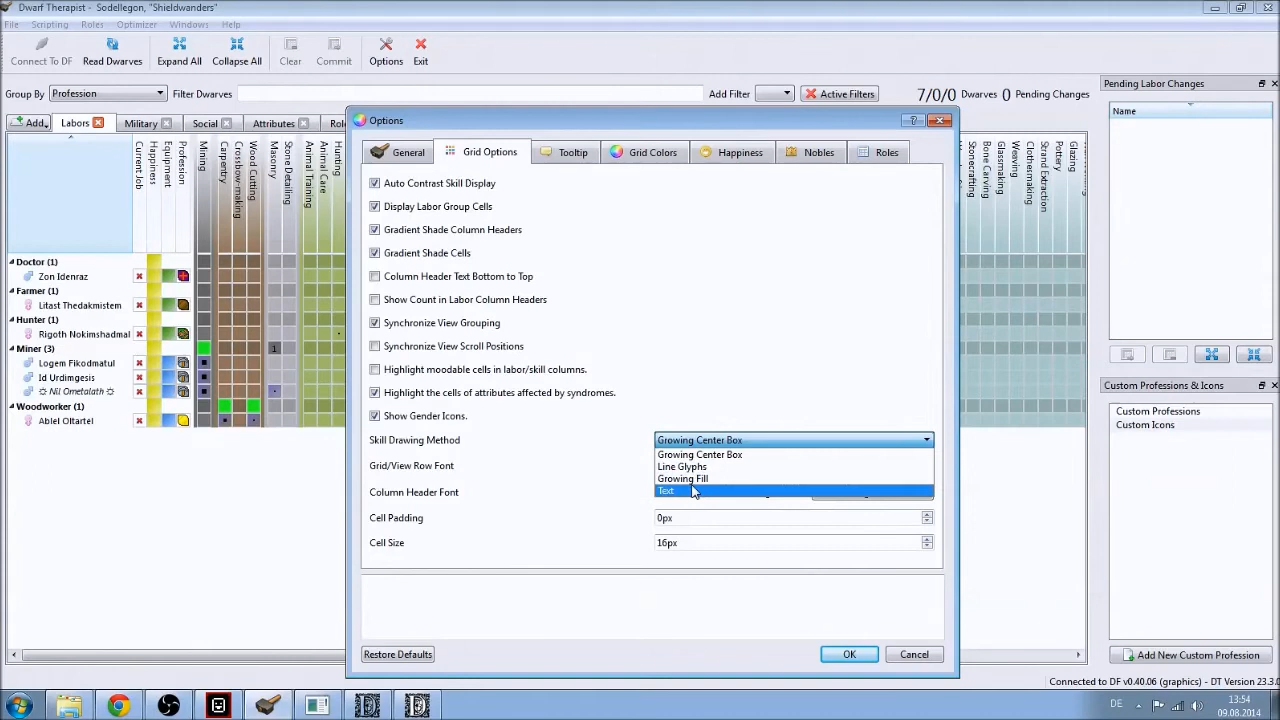 Dwarf Therapist - Sodellegon, "Shieldwanders"
File Scripting Roles Optimizer Windows Help
Connect To DF Read Dwarves Expand All Collapse All Clear Commit Options Exit
Group By Profession Filter Dwarves Add Filter Active Filters 7/0/0 Dwarves 0 Pending Changes
Pending Labor Changes
Name
Add Labors Military Social Attributes
Current Job
Happiness
Equipment
Profession
Mining
Carpentry
Crossbow-making
Wood Cutting
Masonry
Stone Detailing
Animal Training
Animal Care
Hunting
Stonecrafting
Bone Carving
Glassmaking
Weaving
Clothesmaking
Strand Extraction
Pottery
Glazing
Doctor (1)
Zon Idenraz
Farmer (1)
Litast Thedakmistem
Hunter (1)
Rigoth Nokimshadmal
Miner (3)
1
Logem Fikodmatul
Id Urdimgesis
Nil Ometalath
Woodworker (1)
Ablel Oltartel
Options
General Grid Options Tooltip Grid Colors Happiness Nobles Roles
Auto Contrast Skill Display
Display Labor Group Cells
Gradient Shade Column Headers
Gradient Shade Cells
Column Header Text Bottom to Top
Show Count in Labor Column Headers
Synchronize View Grouping
Synchronize View Scroll Positions
Highlight moodable cells in labor/skill columns.
Highlight the cells of attributes affected by syndromes.
Show Gender Icons.
Skill Drawing Method Growing Center Box
Growing Center Box
Line Glyphs
Growing Fill
Text
Grid/View Row Font
Column Header Font
Cell Padding 0px
Cell Size 16px
Restore Defaults OK Cancel
Custom Professions & Icons
Custom Professions
Custom Icons
Add New Custom Profession
Connected to DF v0.40.06 (graphics) - DT Version 23.3.
DE 13:54
09.08.2014